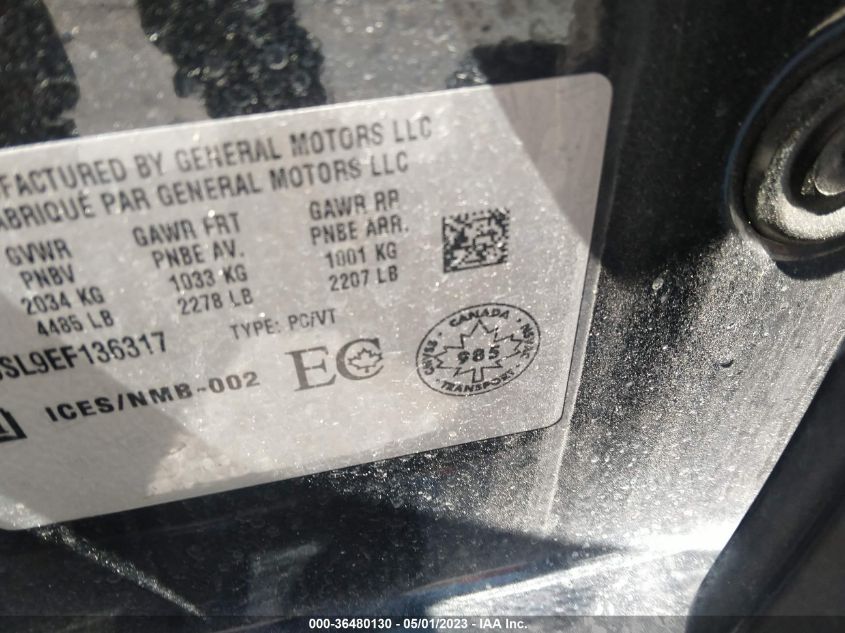 FACTURED BY GENERAL MOTORS LLC
ABRIQUÉ PAR GENERAL MOTORS LLC
GVWR GAWR FRT GAWR RR
PNBV PNBE AV. PNBE ARR.
2034 KG 1033 KG 1001 KG
4485 LB 2278 LB 2207 LB
SL9EF136317 TYPE: PC/VT
ICES/NMB-002 EC
CANADA
985
TRANSPORT
000-36480130 - 05/01/2023 - IAA Inc.